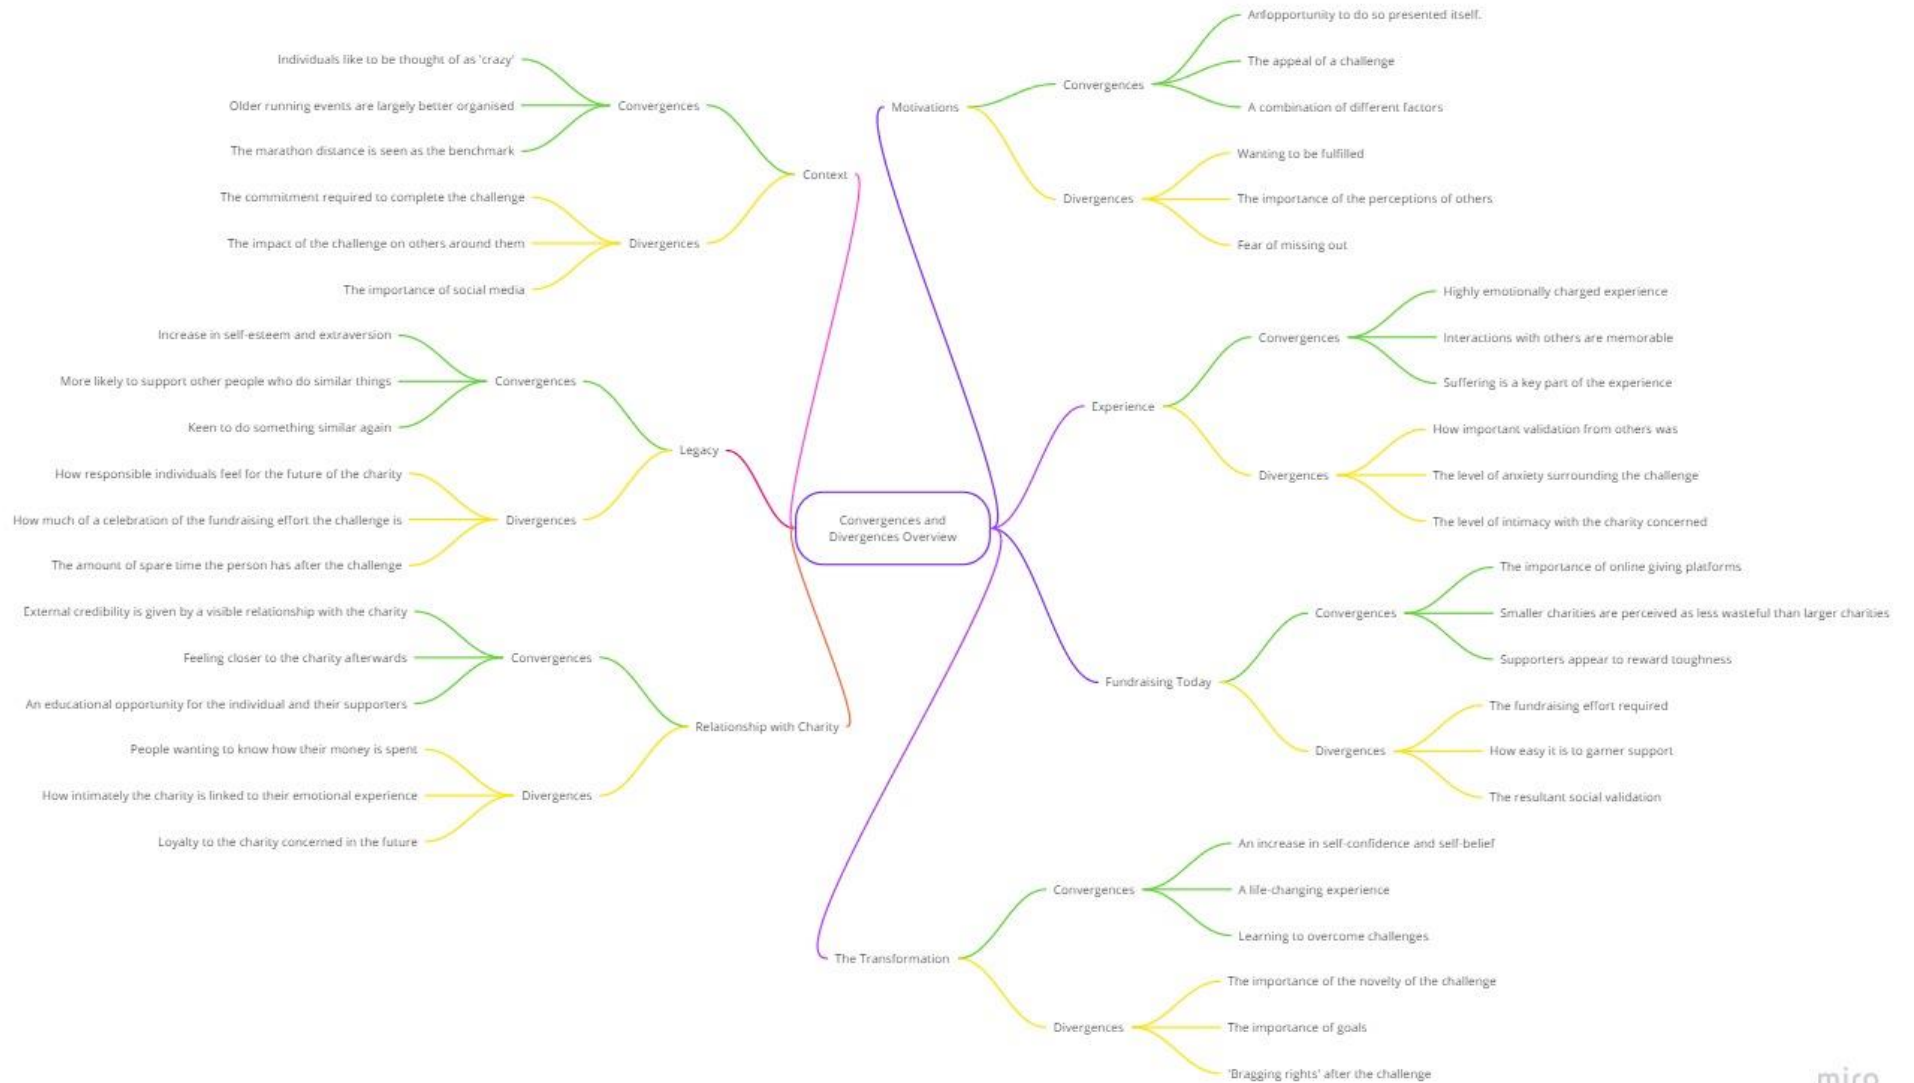 Convergences and
Divergences Overview
Motivations
Convergences
An opportunity to do so presented itself.
The appeal of a challenge
A combination of different factors
Divergences
Wanting to be fulfilled
The importance of the perceptions of others
Fear of missing out
Experience
Convergences
Highly emotionally charged experience
Interactions with others are memorable
Suffering is a key part of the experience
Divergences
How important validation from others was
The level of anxiety surrounding the challenge
The level of intimacy with the charity concerned
Fundraising Today
Convergences
The importance of online giving platforms
Smaller charities are perceived as less wasteful than larger charities
Supporters appear to reward toughness
Divergences
The fundraising effort required
How easy it is to garner support
The resultant social validation
The Transformation
Convergences
An increase in self-confidence and self-belief
A life-changing experience
Learning to overcome challenges
Divergences
The importance of the novelty of the challenge
The importance of goals
'Bragging rights' after the challenge
Context
Convergences
Individuals like to be thought of as 'crazy'
Older running events are largely better organised
The marathon distance is seen as the benchmark
Divergences
The commitment required to complete the challenge
The impact of the challenge on others around them
The importance of social media
Legacy
Convergences
Increase in self-esteem and extraversion
More likely to support other people who do similar things
Keen to do something similar again
Divergences
How responsible individuals feel for the future of the charity
How much of a celebration of the fundraising effort the challenge is
The amount of spare time the person has after the challenge
Relationship with Charity
Convergences
External credibility is given by a visible relationship with the charity
Feeling closer to the charity afterwards
An educational opportunity for the individual and their supporters
Divergences
People wanting to know how their money is spent
How intimately the charity is linked to their emotional experience
Loyalty to the charity concerned in the future
miro